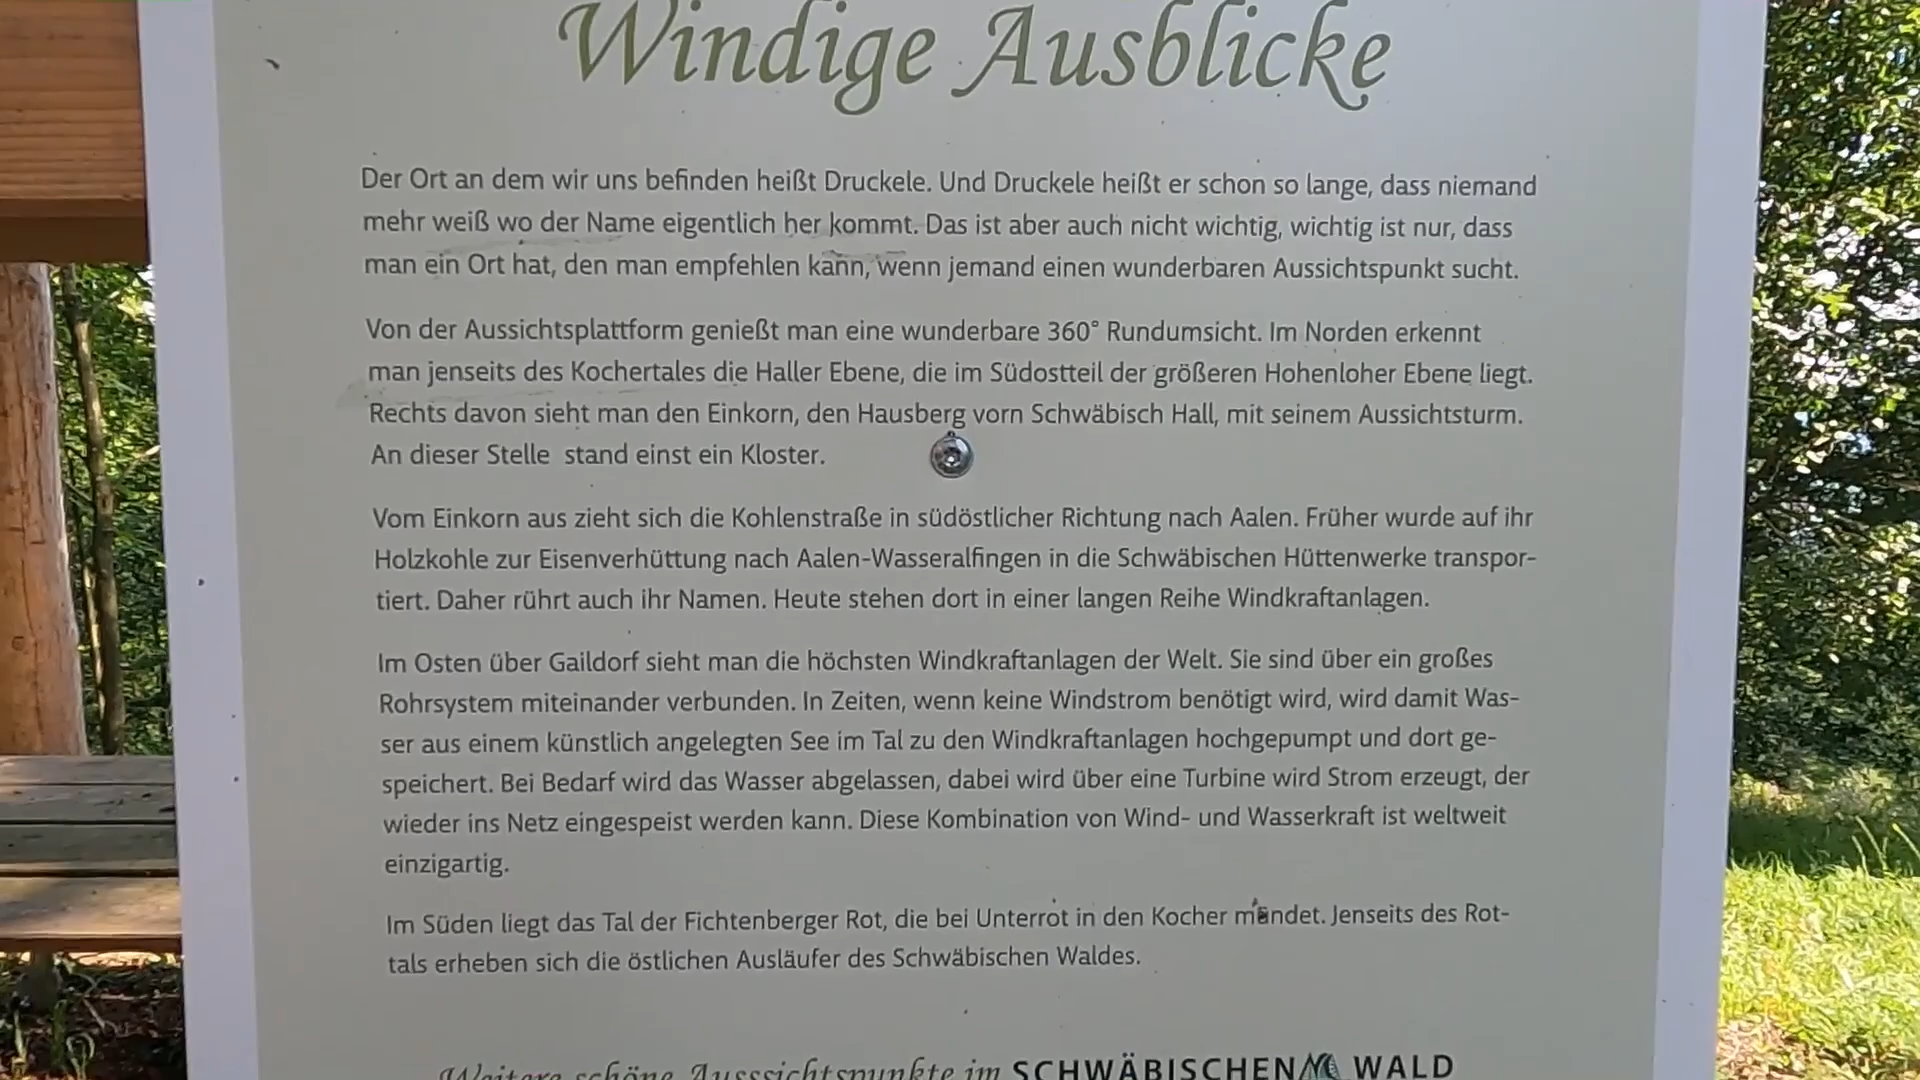 Windige Ausblicke
Der Ort an dem wir uns befinden heißt Druckele. Und Druckele heißt er schon so lange, dass niemand
mehr weiß wo der Name eigentlich her kommt. Das ist aber auch nicht wichtig, wichtig ist nur, dass
man ein Ort hat, den man empfehlen kann, wenn jemand einen wunderbaren Aussichtspunkt sucht.
Von der Aussichtsplattform genießt man eine wunderbare 360° Rundumsicht. Im Norden erkennt
man jenseits des Kochertales die Haller Ebene, die im Südostteil der größeren Hohenloher Ebene liegt.
Rechts davon sieht man den Einkorn, den Hausberg vorn Schwäbisch Hall, mit seinem Aussichtsturm.
An dieser Stelle stand einst ein Kloster.
Vom Einkorn aus zieht sich die Kohlenstraße in südöstlicher Richtung nach Aalen. Früher wurde auf ihr
Holzkohle zur Eisenverhüttung nach Aalen-Wasseralfingen in die Schwäbischen Hüttenwerke transpor-
tiert. Daher rührt auch ihr Namen. Heute stehen dort in einer langen Reihe Windkraftanlagen.
Im Osten über Gaildorf sieht man die höchsten Windkraftanlagen der Welt. Sie sind über ein großes
Rohrsystem miteinander verbunden. In Zeiten, wenn keine Windstrom benötigt wird, wird damit Was-
ser aus einem künstlich angelegten See im Tal zu den Windkraftanlagen hochgepumpt und dort ge-
speichert. Bei Bedarf wird das Wasser abgelassen, dabei wird über eine Turbine wird Strom erzeugt, der
wieder ins Netz eingespeist werden kann. Diese Kombination von Wind- und Wasserkraft ist weltweit
einzigartig.
Im Süden liegt das Tal der Fichtenberger Rot, die bei Unterrot in den Kocher mündet. Jenseits des Rot-
tals erheben sich die östlichen Ausläufer des Schwäbischen Waldes.
Weitere schöne Ausssichtspunkte im SCHWÄBISCHEN WALD